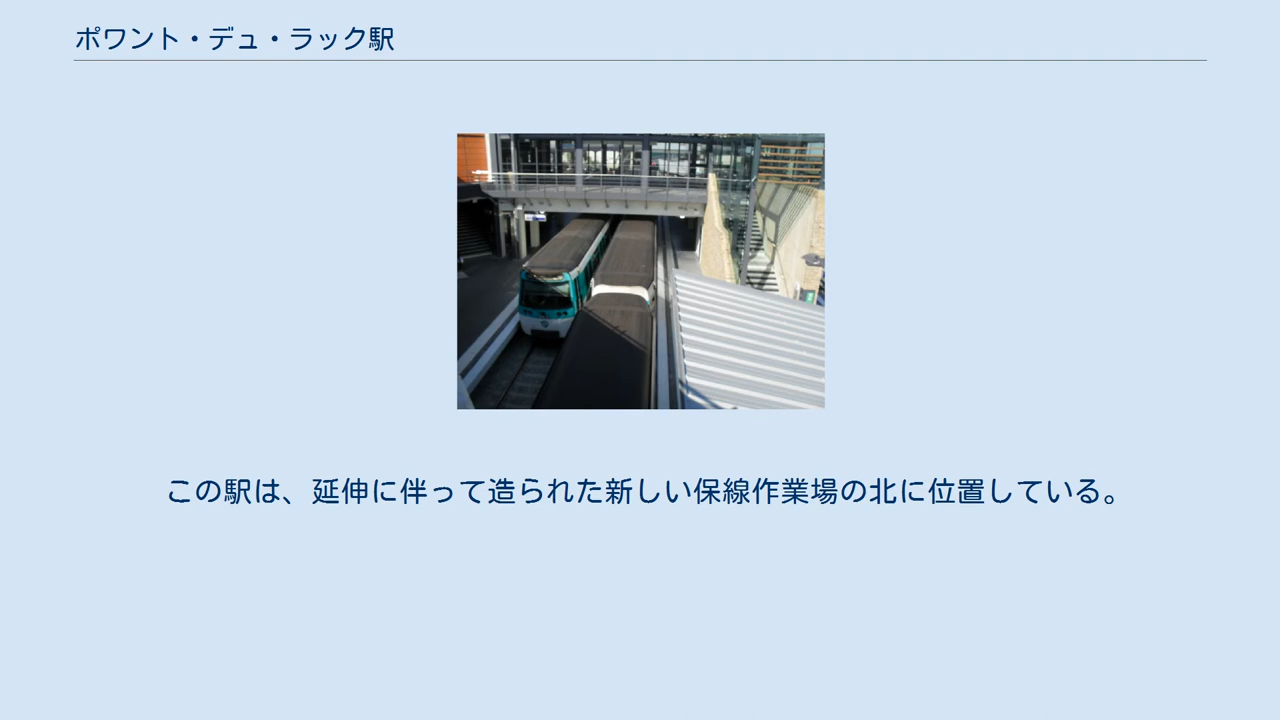 ポワント・デュ・ラック駅
この駅は、延伸に伴って造られた新しい保線作業場の北に位置している。